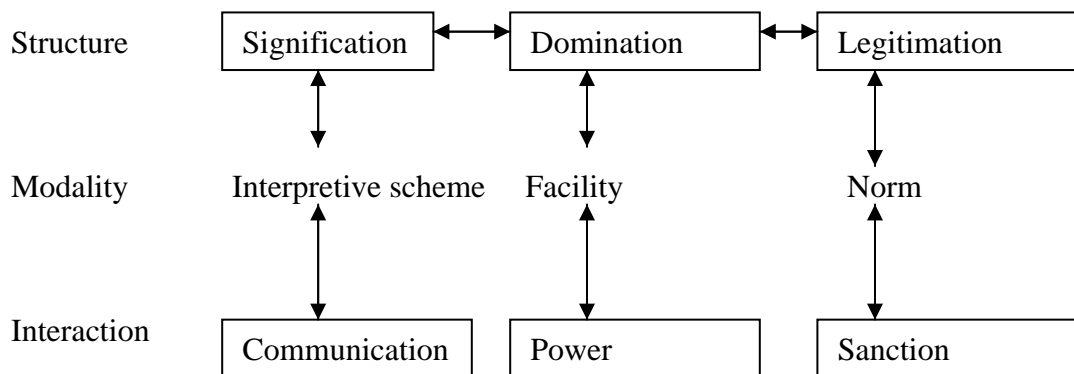 Structure Signification Domination Legitimation
Modality Interpretive scheme Facility Norm
Interaction Communication Power Sanction